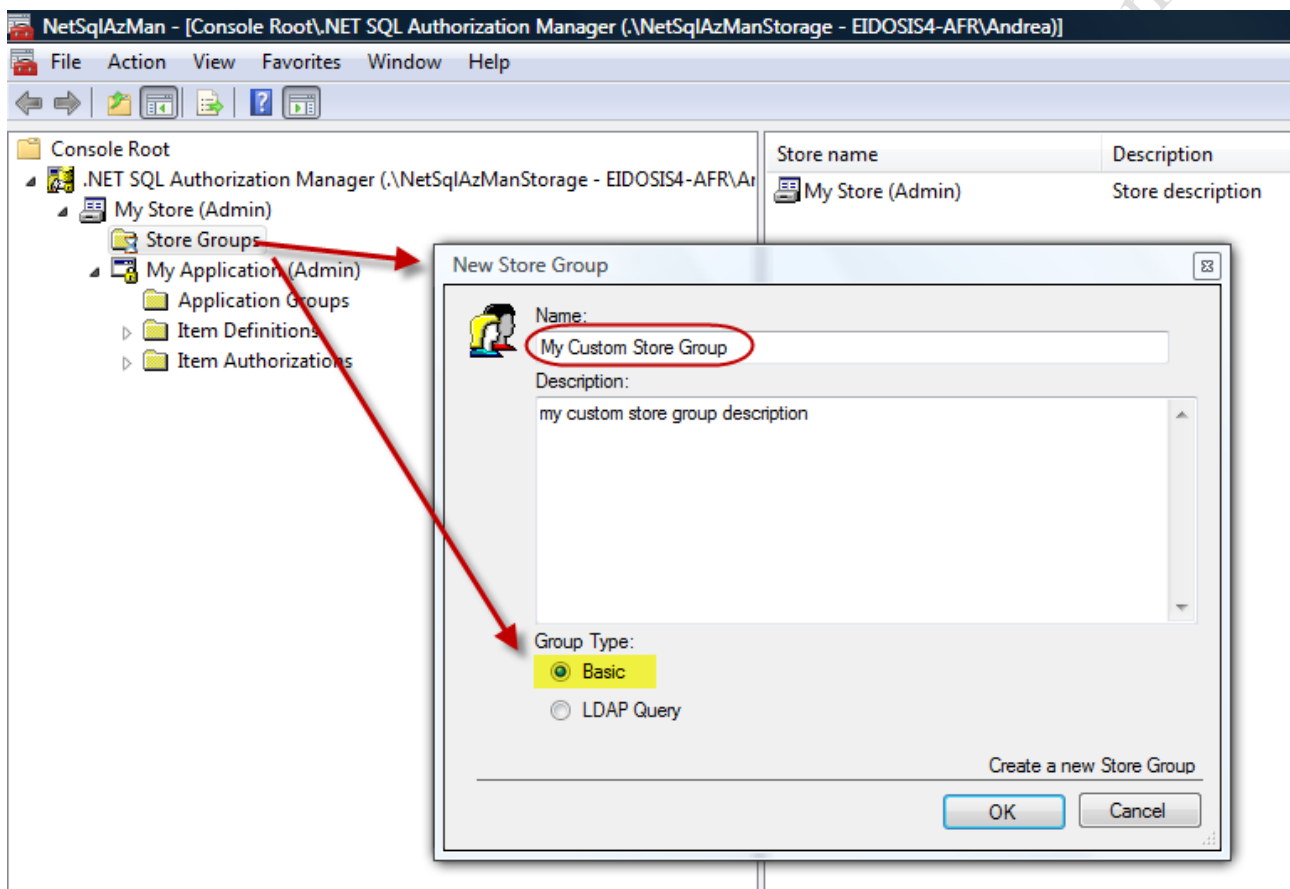 NetSqlAzMan - [Console Root\.NET SQL Authorization Manager (.\NetSqlAzManStorage - EIDOSIS4-AFR\Andrea)]
File Action View Favorites Window Help
Console Root
.NET SQL Authorization Manager (.\NetSqlAzManStorage - EIDOSIS4-AFR\Ar
My Store (Admin)
Store Groups
My Application (Admin)
Application Groups
Item Definitions
Item Authorizations
Store name Description
My Store (Admin) Store description
New Store Group
Name:
My Custom Store Group
Description:
my custom store group description
Group Type:
Basic
LDAP Query
Create a new Store Group
OK Cancel